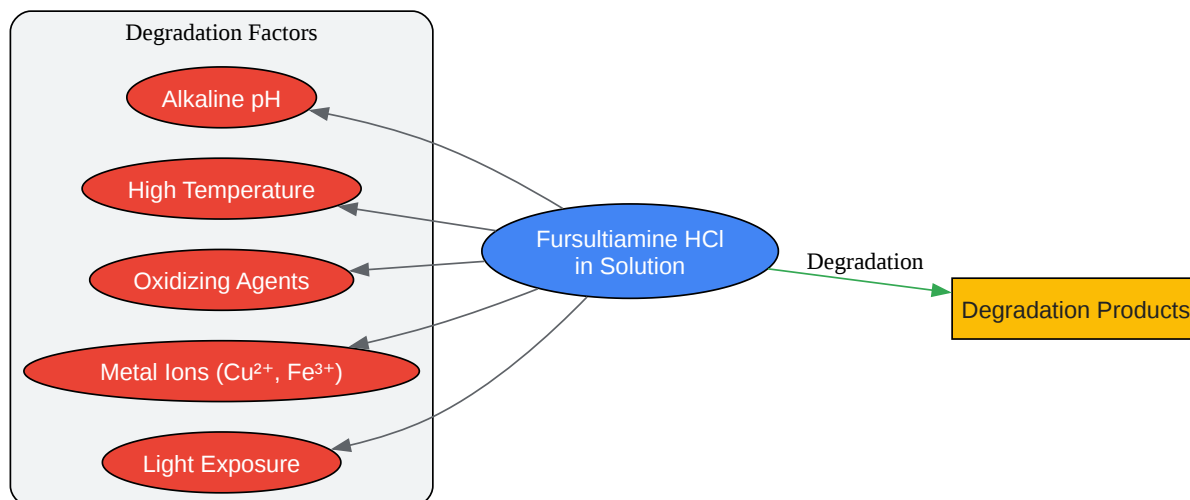 Degradation Factors
Alkaline pH
High Temperature
Oxidizing Agents
Metal Ions (Cu²⁺, Fe³⁺)
Light Exposure
Fursultiamine HCl
in Solution
Degradation
Degradation Products